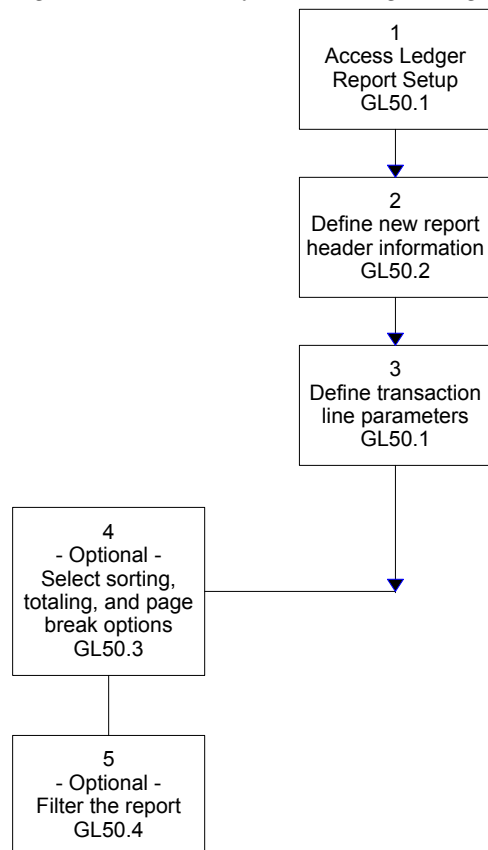 1
Access Ledger
Report Setup
GL50.1
2
Define new report
header information
GL50.2
3
Define transaction
line parameters
GL50.1
4
- Optional -
Select sorting,
totaling, and page
break options
GL50.3
5
- Optional -
Filter the report
GL50.4